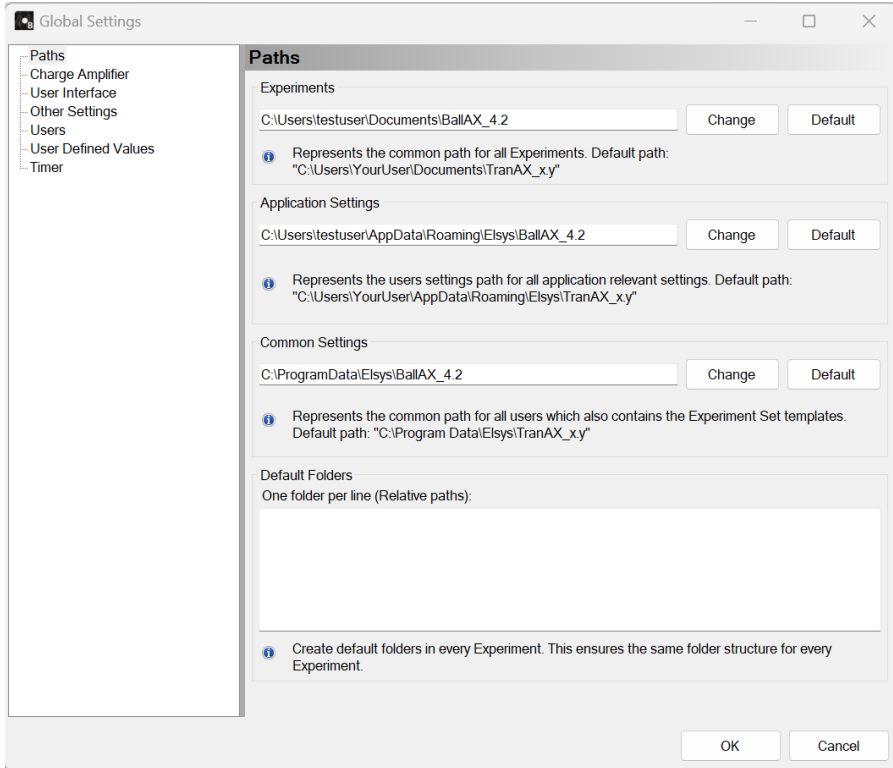 Global Settings
Paths
Charge Amplifier
User Interface
Other Settings
Users
User Defined Values
Timer
Paths
Experiments
C:\Users\testuser\Documents\BallAX_4.2
Change
Default
Represents the common path for all Experiments. Default path:
"C:\Users\YourUser\Documents\TranAX_x.y"
Application Settings
C:\Users\testuser\AppData\Roaming\Elsys\BallAX_4.2
Change
Default
Represents the users settings path for all application relevant settings. Default path:
"C:\Users\YourUser\AppData\Roaming\Elsys\TranAX_x.y"
Common Settings
C:\ProgramData\Elsys\BallAX_4.2
Change
Default
Represents the common path for all users which also contains the Experiment Set templates.
Default path: "C:\Program Data\Elsys\TranAX_x.y"
Default Folders
One folder per line (Relative paths):
Create default folders in every Experiment. This ensures the same folder structure for every
Experiment.
OK
Cancel